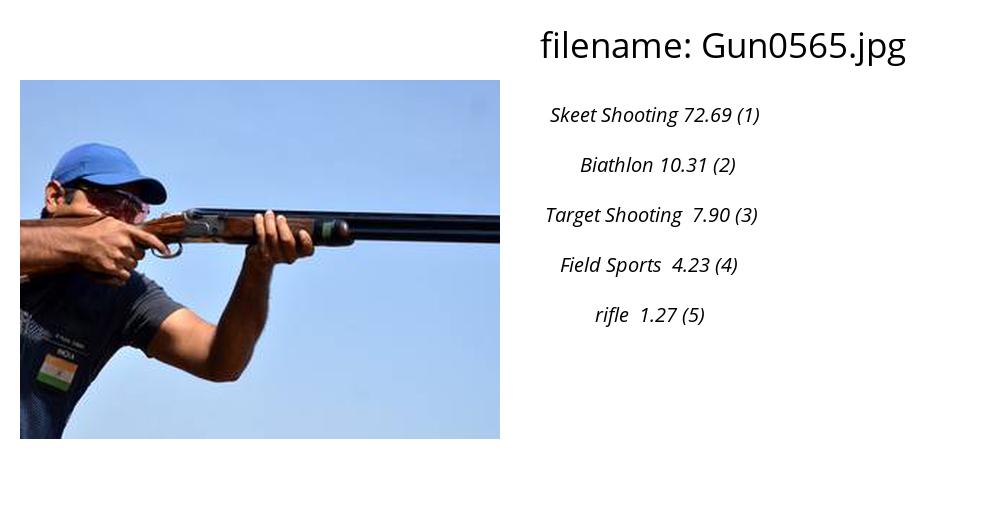 filename: Gun0565.jpg
Skeet Shooting 72.69 (1)
Biathlon 10.31 (2)
Target Shooting 7.90 (3)
Field Sports 4.23 (4)
rifle 1.27 (5)
INDIA